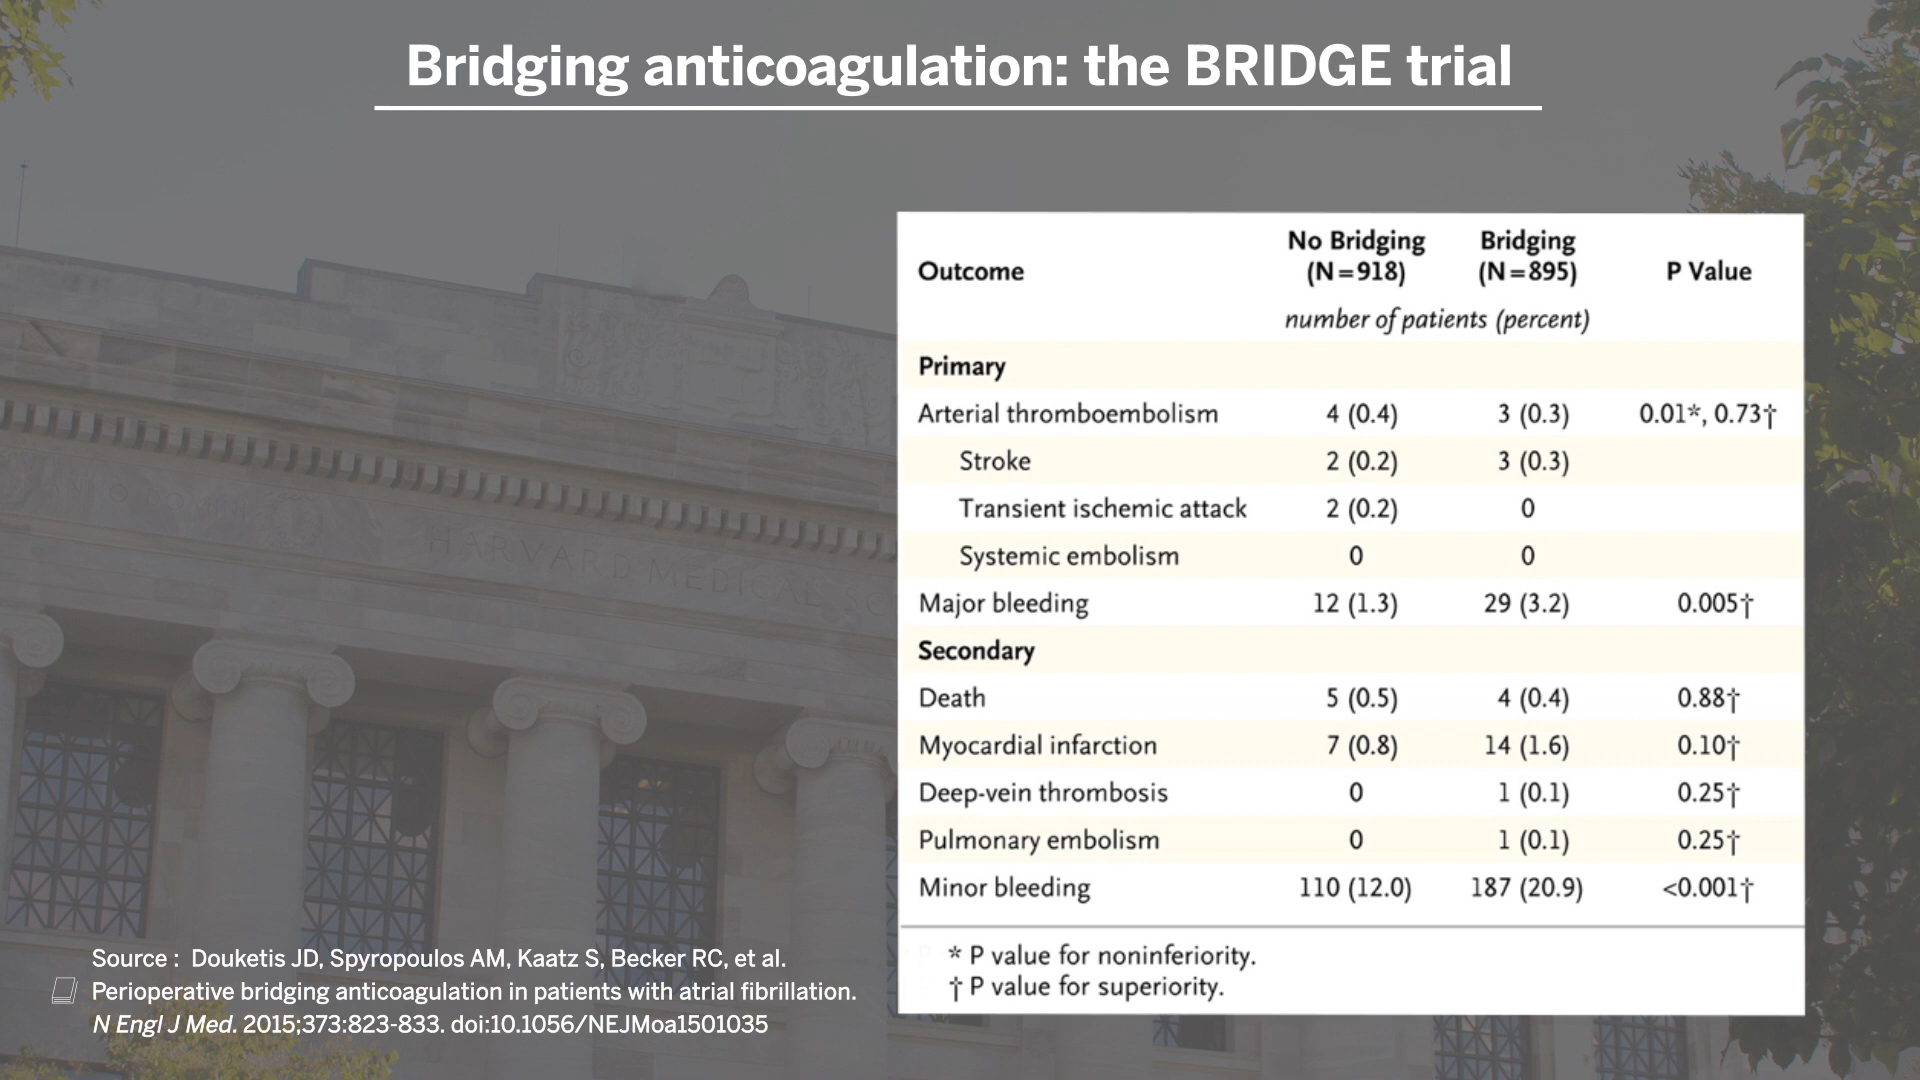 Bridging anticoagulation: the BRIDGE trial
Outcome No Bridging (N=918) Bridging (N=895) P Value
number of patients (percent)
Primary
Arterial thromboembolism 4 (0.4) 3 (0.3) 0.01*, 0.73†
Stroke 2 (0.2) 3 (0.3)
Transient ischemic attack 2 (0.2) 0
Systemic embolism 0 0
Major bleeding 12 (1.3) 29 (3.2) 0.005†
Secondary
Death 5 (0.5) 4 (0.4) 0.88†
Myocardial infarction 7 (0.8) 14 (1.6) 0.10†
Deep-vein thrombosis 0 1 (0.1) 0.25†
Pulmonary embolism 0 1 (0.1) 0.25†
Minor bleeding 110 (12.0) 187 (20.9) <0.001†
* P value for noninferiority.
† P value for superiority.
HARVARD MEDICAL
Source : Douketis JD, Spyropoulos AM, Kaatz S, Becker RC, et al.
Perioperative bridging anticoagulation in patients with atrial fibrillation.
N Engl J Med. 2015;373:823-833. doi:10.1056/NEJMoa1501035